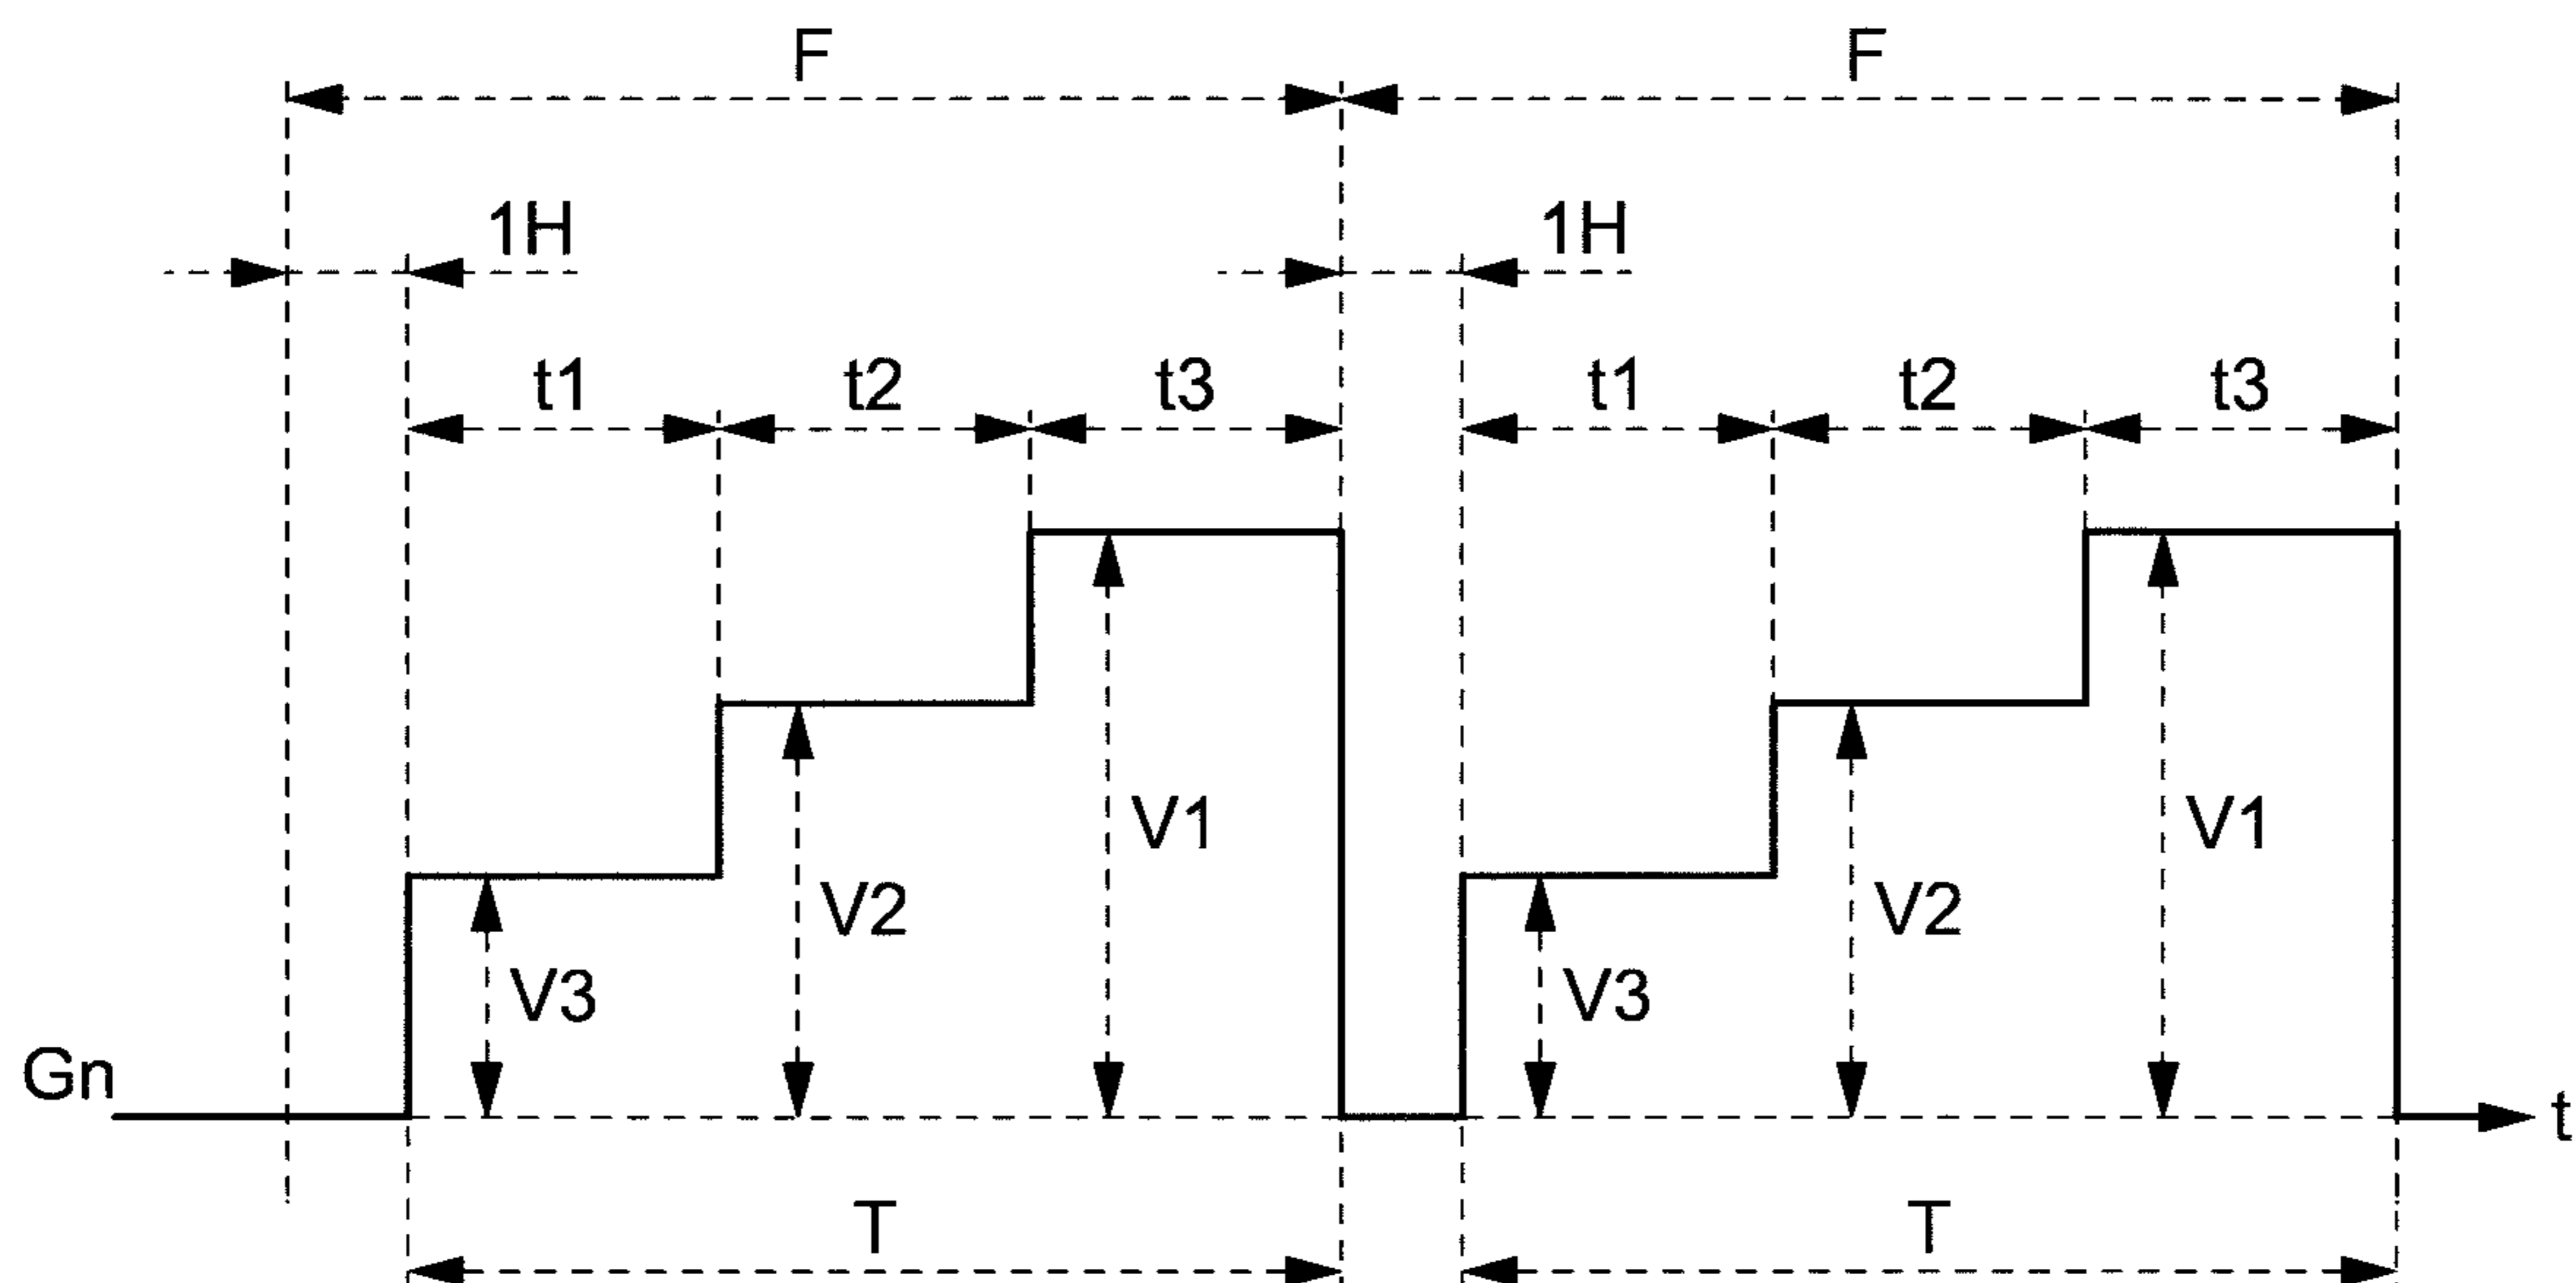 F F
1H 1H
t1 t2 t3 t1 t2 t3
V1 V1
V2 V2
V3 V3
Gn t
T T